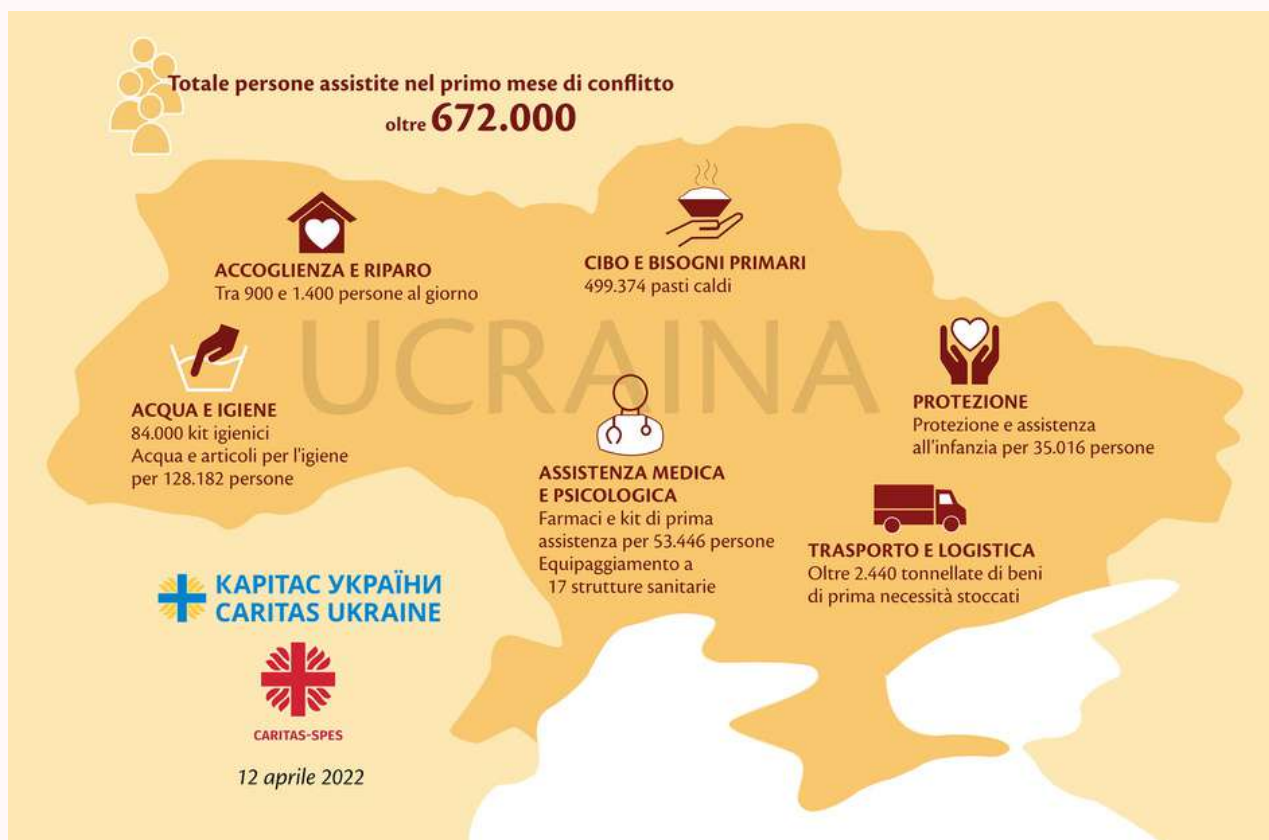 Totale persone assistite nel primo mese di conflitto
oltre 672.000
ACCOGLIENZA E RIPARO
Tra 900 e 1.400 persone al giorno
CIBO E BISOGNI PRIMARI
499.374 pasti caldi
UCRAINA
ACQUA E IGIENE
84.000 kit igienici
Acqua e articoli per l'igiene
per 128.182 persone
ASSISTENZA MEDICA
E PSICOLOGICA
Farmaci e kit di prima
assistenza per 53.446 persone
Equipaggiamento a
17 strutture sanitarie
PROTEZIONE
Protezione e assistenza
all'infanzia per 35.016 persone
TRASPORTO E LOGISTICA
Oltre 2.440 tonnellate di beni
di prima necessità stoccati
КАРІТАС УКРАЇНИ
CARITAS UKRAINE
CARITAS-SPES
12 aprile 2022